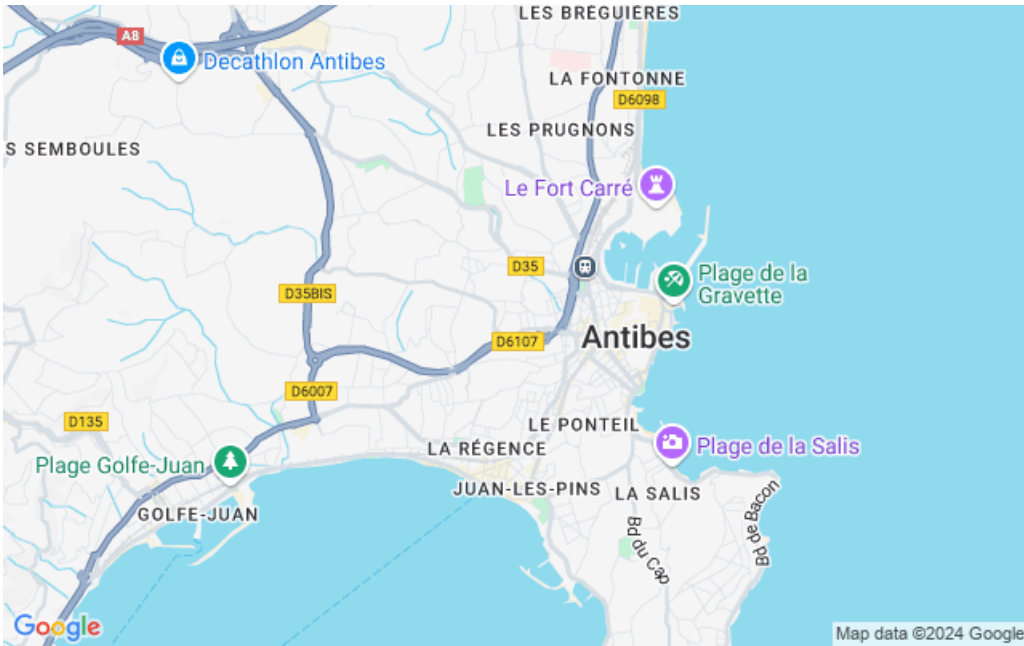 LES BRÉGUIÈRES
A8
Decathlon Antibes
LA FONTONNE
D6098
LES PRUGNONS
S SEMBOULES
Le Fort Carré
D35
Plage de la
Gravette
D35BIS
Antibes
D6107
D6007
D135
LE PONTEIL
LA RÉGENCE
Plage de la Salis
Plage Golfe-Juan
JUAN-LES-PINS
LA SALIS
GOLFE-JUAN
Bd de Bacon
Bd du Cap
Google
Map data ©2024 Google